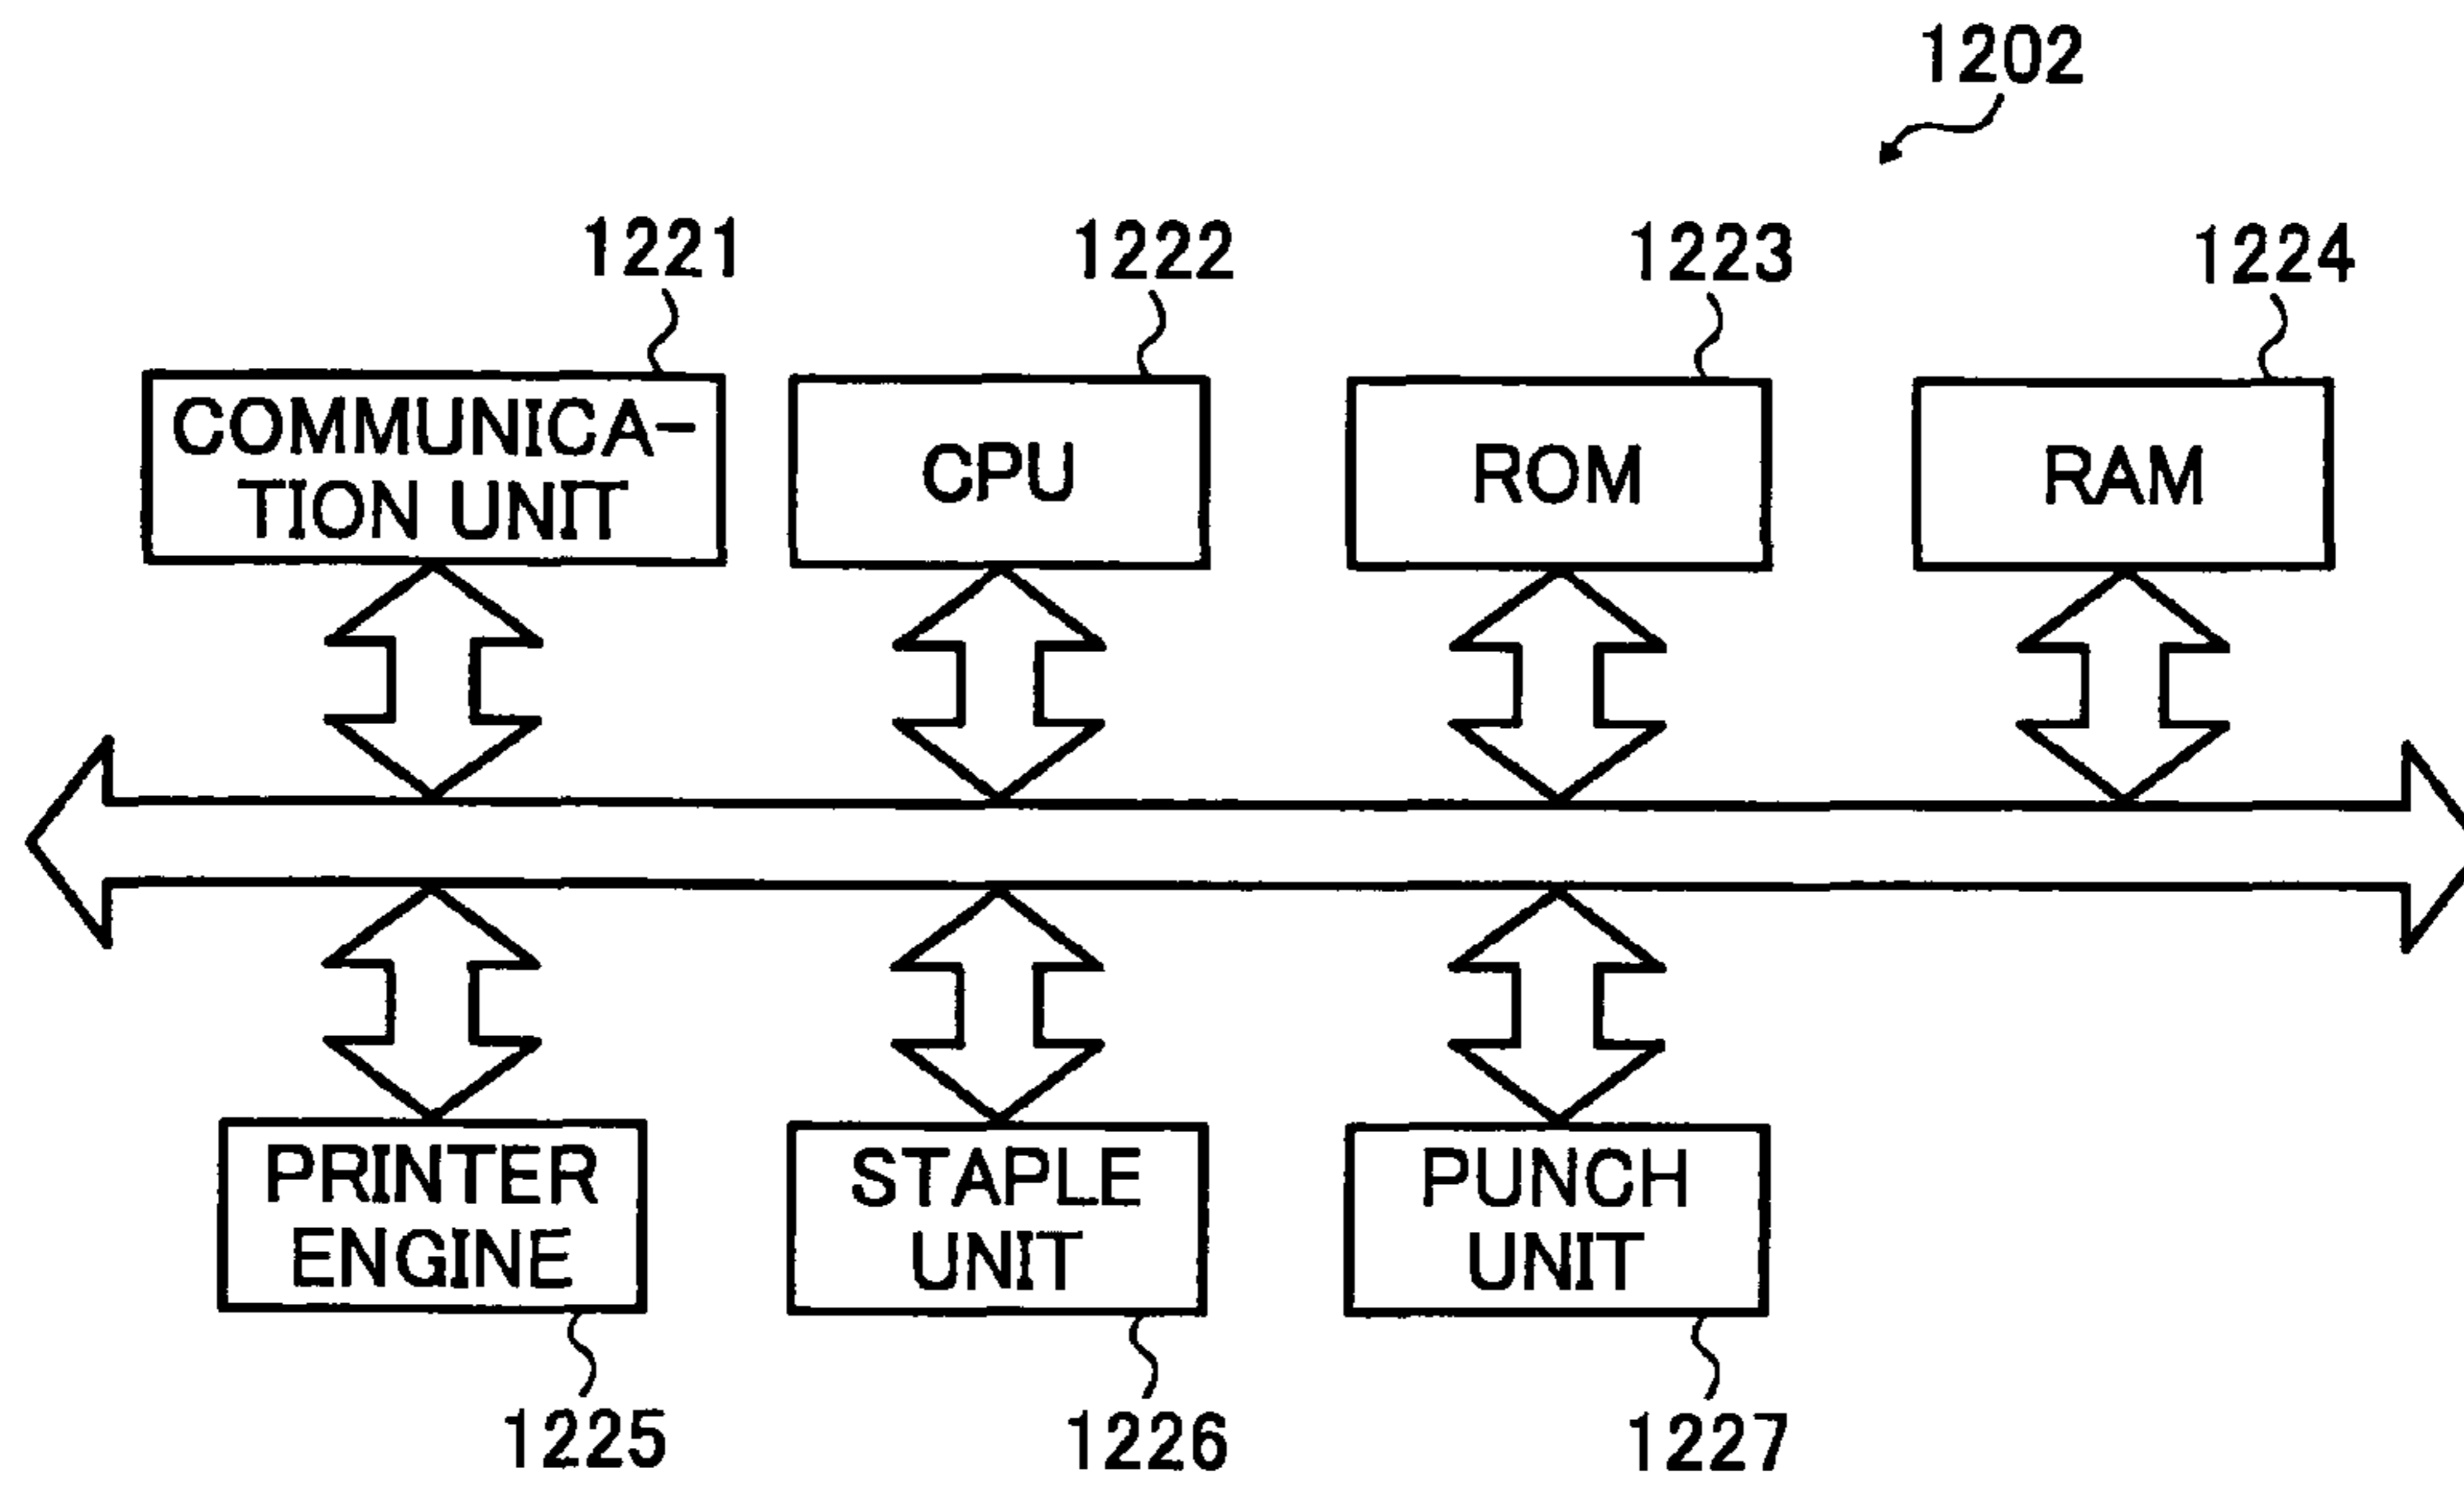 1202
1221
1222
1223
1224
COMMUNICA-
TION UNIT
CPU
ROM
RAM
PRINTER
ENGINE
STAPLE
UNIT
PUNCH
UNIT
1225
1226
1227